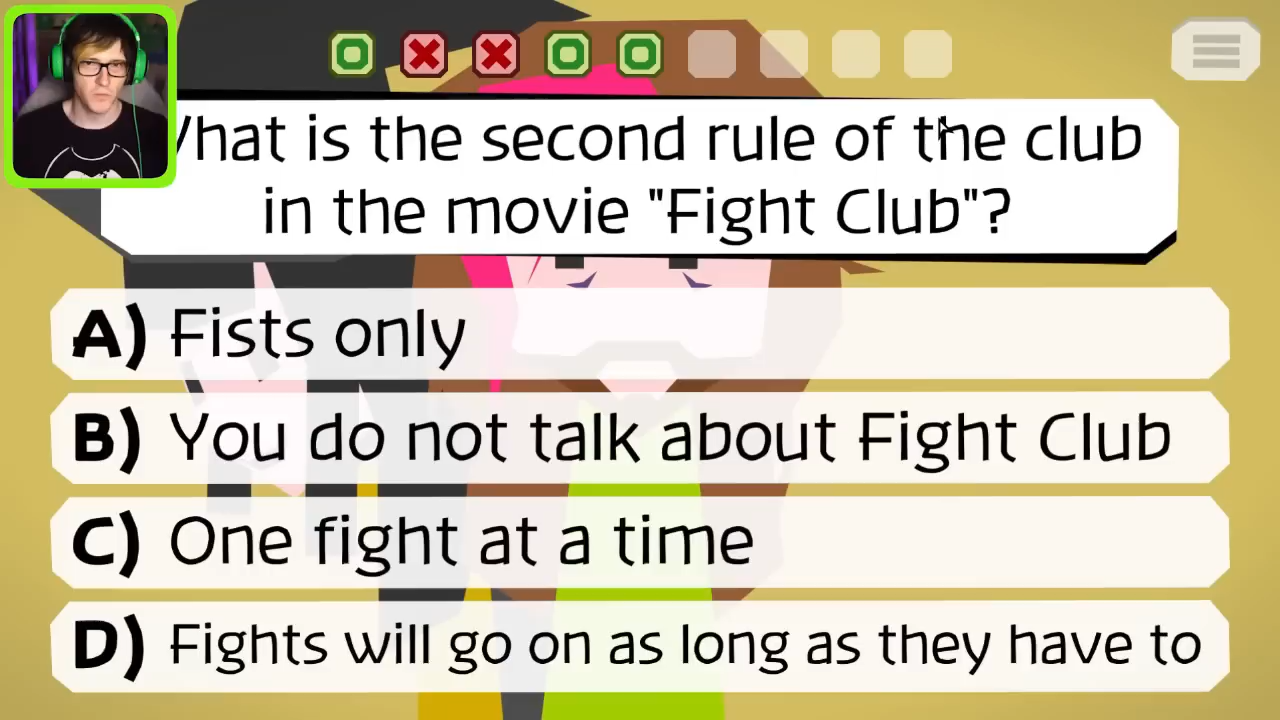 What is the second rule of the club
in the movie "Fight Club"?
A) Fists only
B) You do not talk about Fight Club
C) One fight at a time
D) Fights will go on as long as they have to